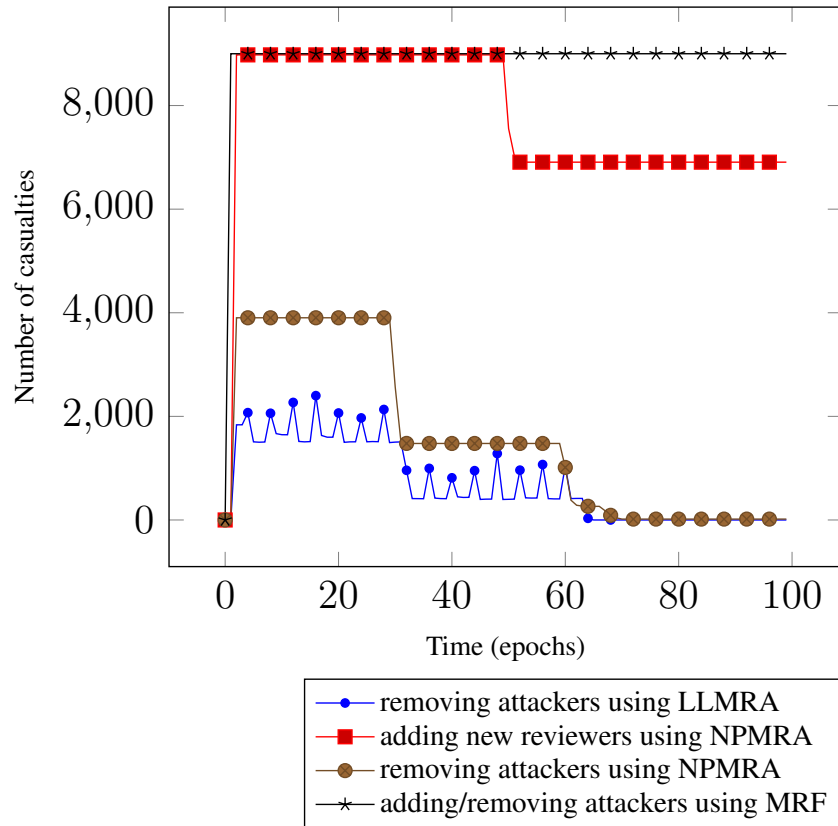 8,000
6,000
4,000
2,000
0
Number of casualties
0 20 40 60 80 100
Time (epochs)
removing attackers using LLMRA
adding new reviewers using NPMRA
removing attackers using NPMRA
adding/removing attackers using MRF